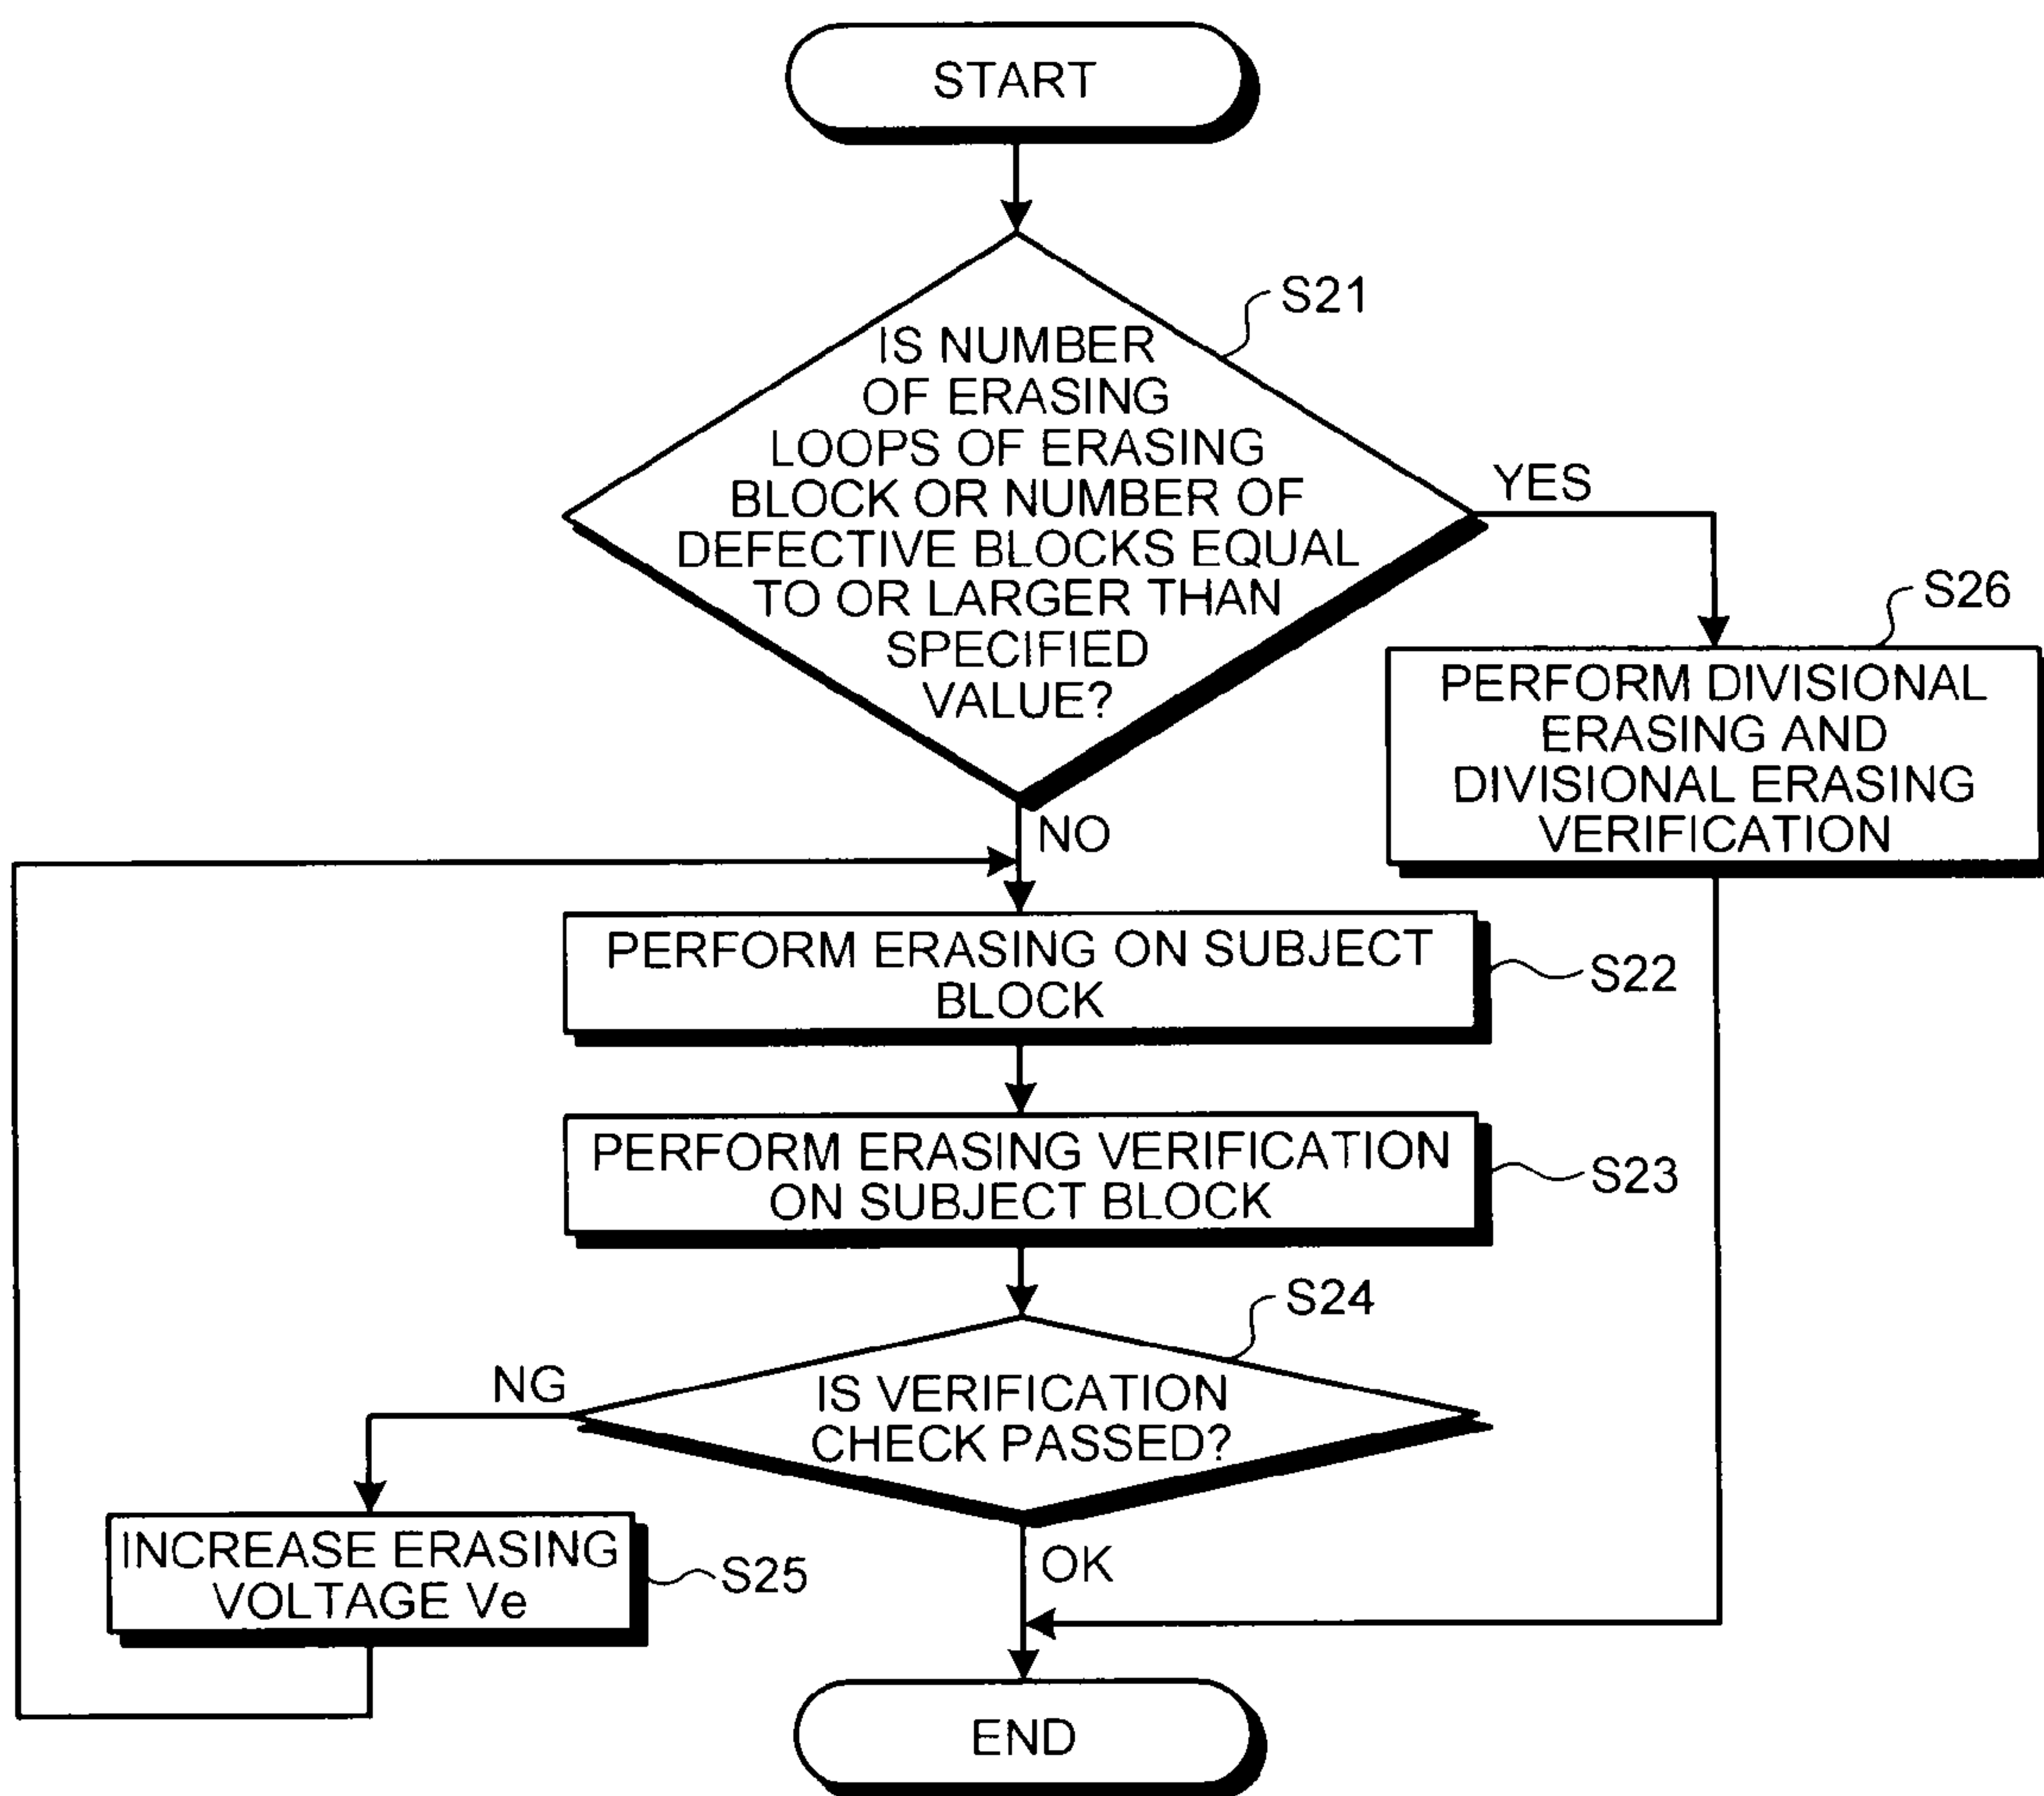 START
S21
IS NUMBER
OF ERASING
LOOPS OF ERASING
BLOCK OR NUMBER OF
DEFECTIVE BLOCKS EQUAL
TO OR LARGER THAN
SPECIFIED
VALUE?
YES
S26
PERFORM DIVISIONAL
ERASING AND
DIVISIONAL ERASING
VERIFICATION
NO
PERFORM ERASING ON SUBJECT
BLOCK
S22
PERFORM ERASING VERIFICATION
ON SUBJECT BLOCK
S23
S24
NG
IS VERIFICATION
CHECK PASSED?
INCREASE ERASING
VOLTAGE Ve
S25
OK
END